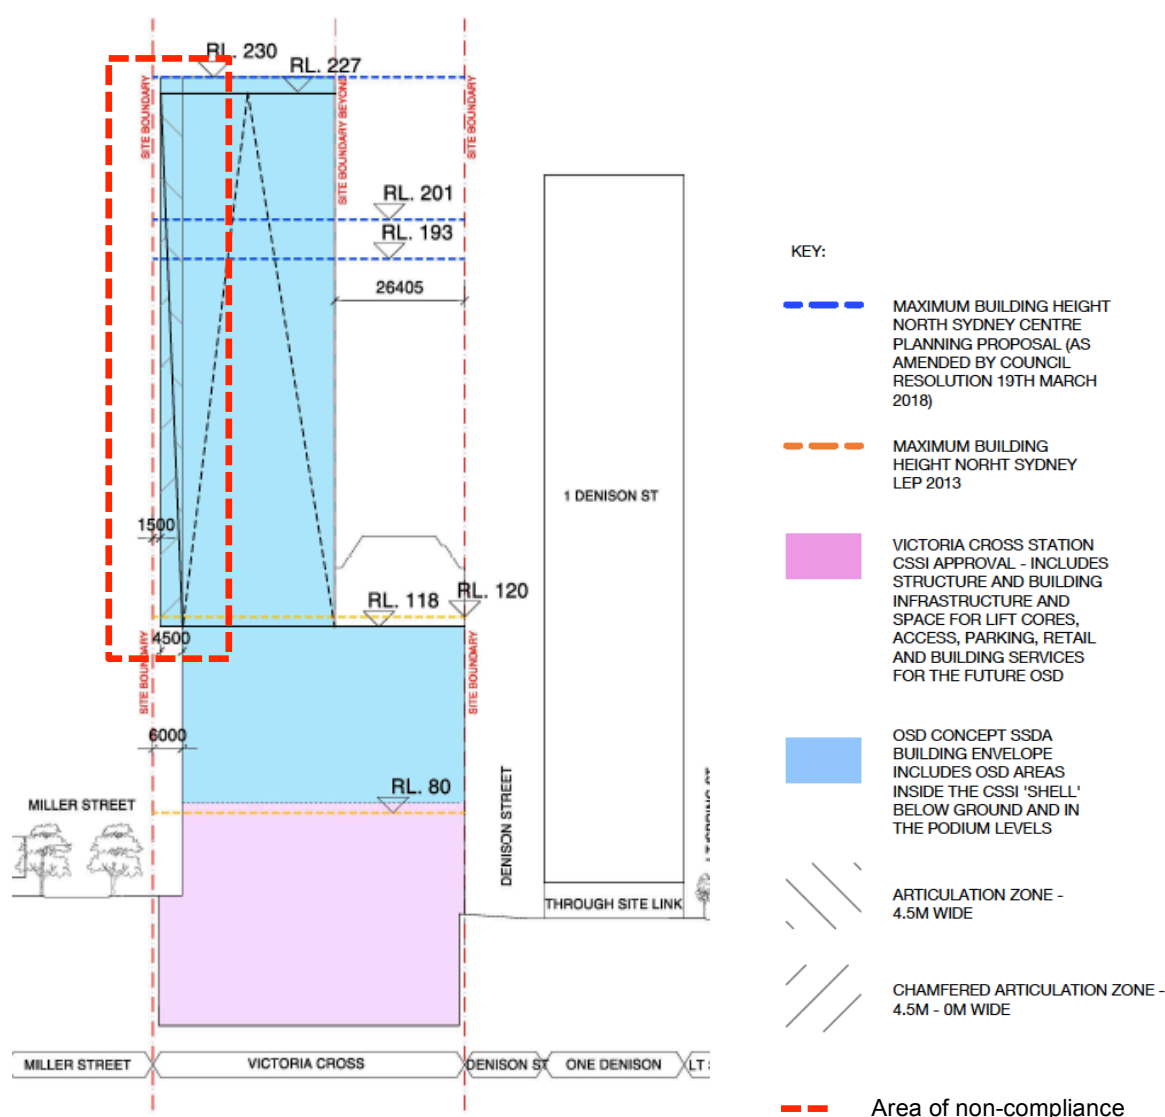 RL. 230
RL. 227
SITE BOUNDARY
SITE BOUNDARY BEYOND
SITE BOUNDARY
RL. 201
RL. 193
26405
1 DENISON ST
1500
RL. 118
RL. 120
4500
SITE BOUNDARY
SITE BOUNDARY
6000
RL. 80
MILLER STREET
DENISON STREET
THROUGH SITE LINK
MILLER STREET
VICTORIA CROSS
DENISON ST
ONE DENISON
LT
KEY:
MAXIMUM BUILDING HEIGHT
NORTH SYDNEY CENTRE
PLANNING PROPOSAL (AS
AMENDED BY COUNCIL
RESOLUTION 19TH MARCH
2018)
MAXIMUM BUILDING
HEIGHT NORHT SYDNEY
LEP 2013
VICTORIA CROSS STATION
CSSI APPROVAL - INCLUDES
STRUCTURE AND BUILDING
INFRASTRUCTURE AND
SPACE FOR LIFT CORES,
ACCESS, PARKING, RETAIL
AND BUILDING SERVICES
FOR THE FUTURE OSD
OSD CONCEPT SSDA
BUILDING ENVELOPE
INCLUDES OSD AREAS
INSIDE THE CSSI 'SHELL'
BELOW GROUND AND IN
THE PODIUM LEVELS
ARTICULATION ZONE -
4.5M WIDE
CHAMFERED ARTICULATION ZONE -
4.5M - 0M WIDE
Area of non-compliance